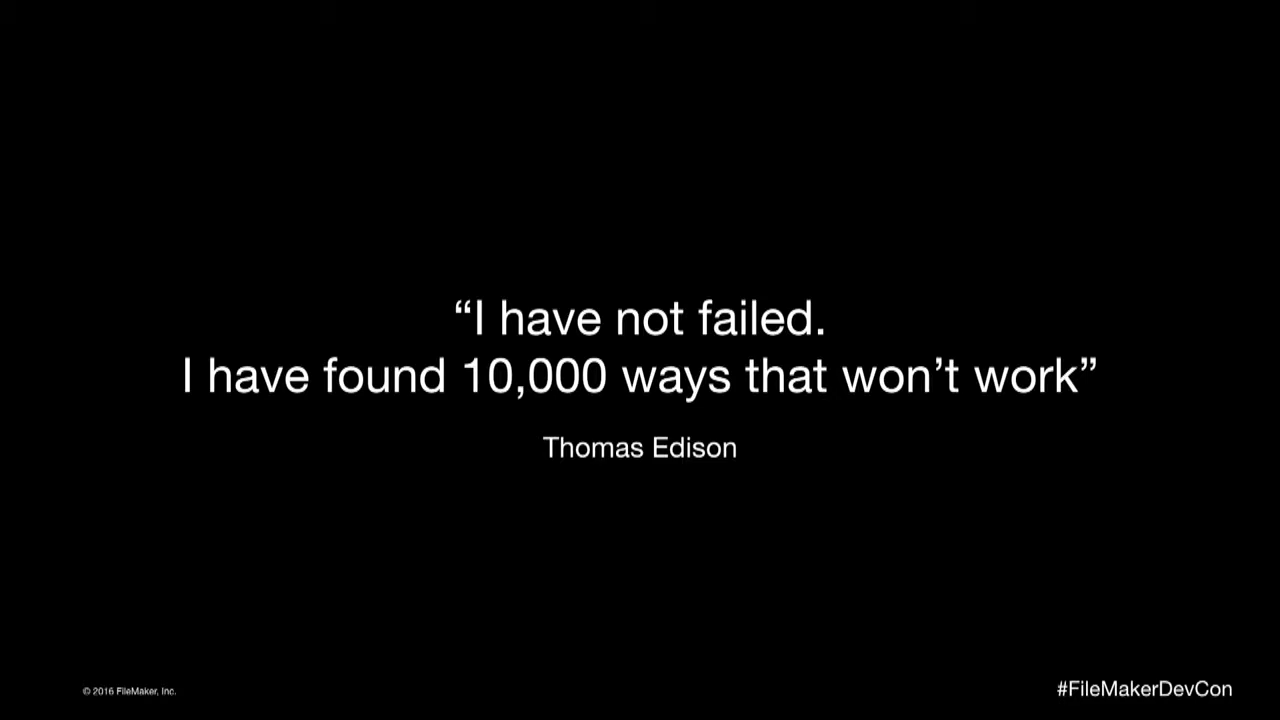 “I have not failed.
I have found 10,000 ways that won’t work”
Thomas Edison
© 2016 FileMaker, Inc.
#FileMakerDevCon